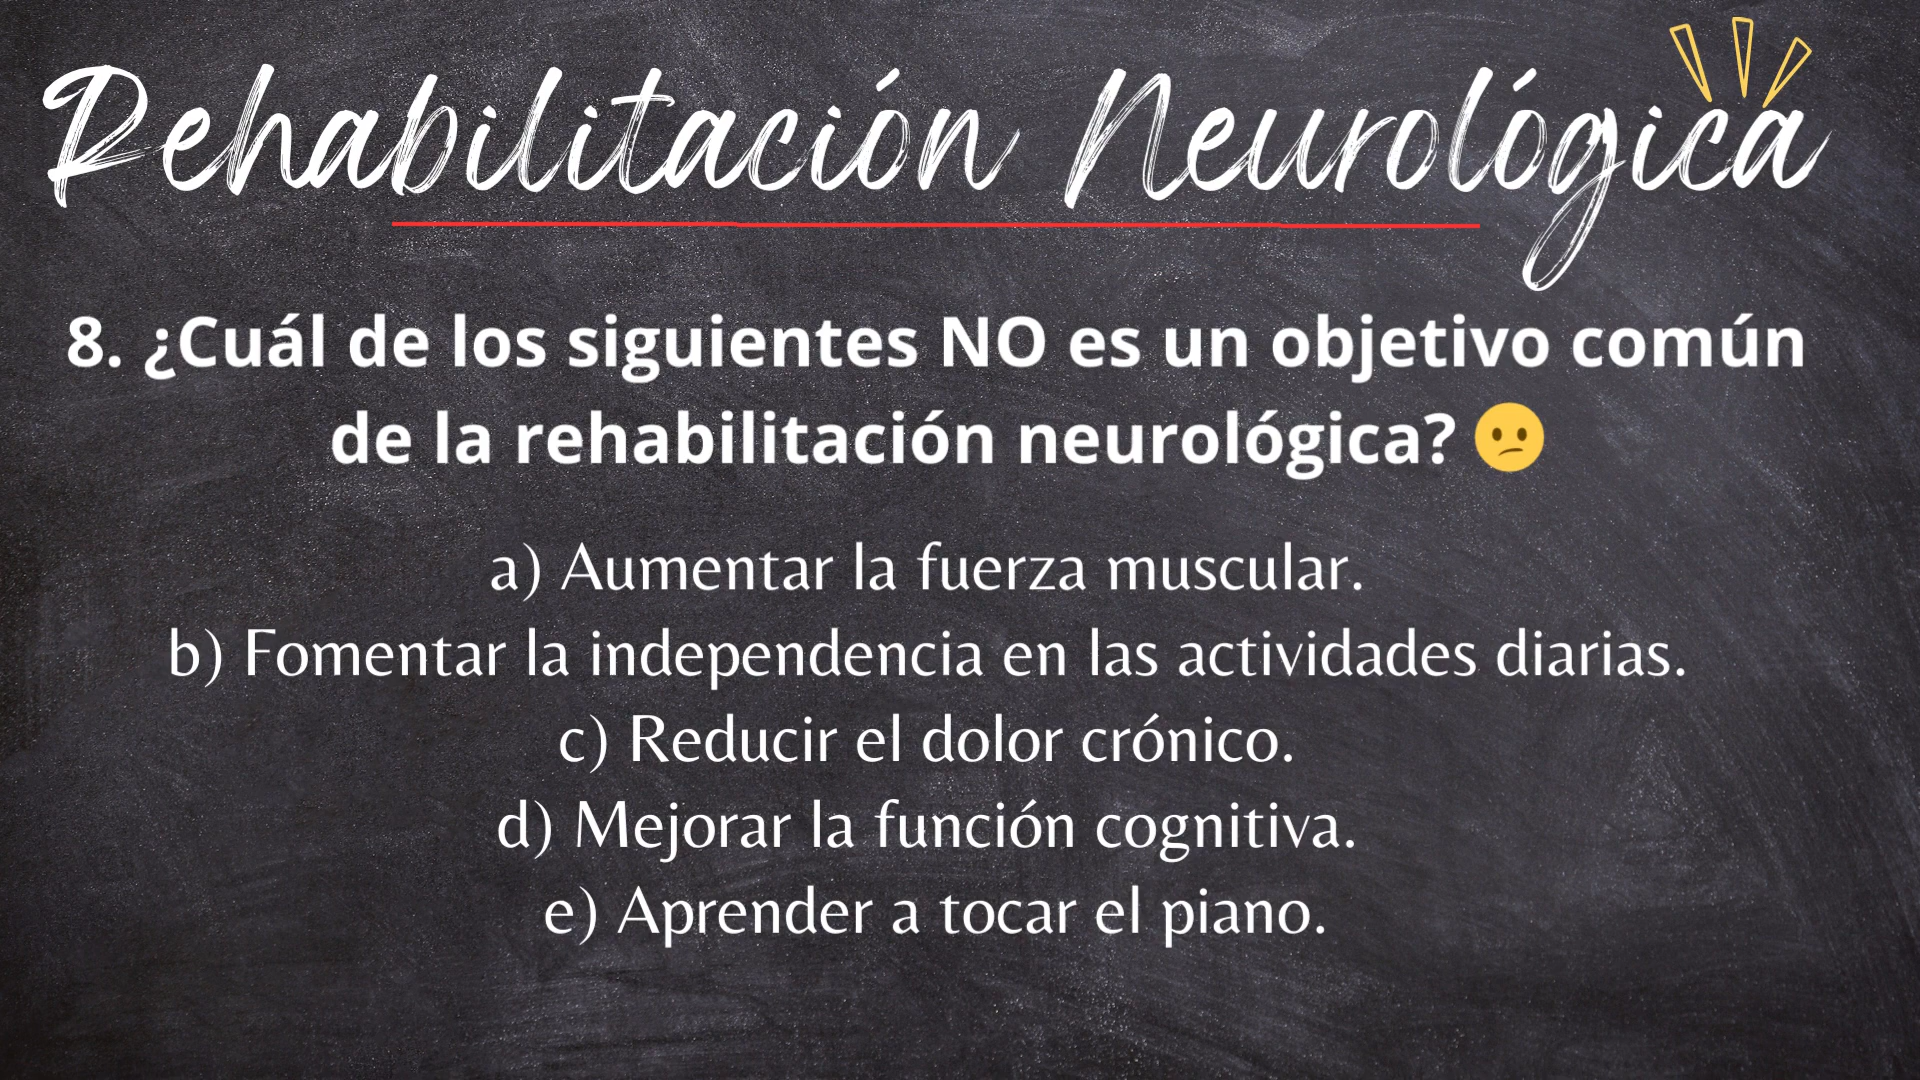 Rehabilitación Neurológica
8. ¿Cuál de los siguientes NO es un objetivo común
de la rehabilitación neurológica? 😕
a) Aumentar la fuerza muscular.
b) Fomentar la independencia en las actividades diarias.
c) Reducir el dolor crónico.
d) Mejorar la función cognitiva.
e) Aprender a tocar el piano.